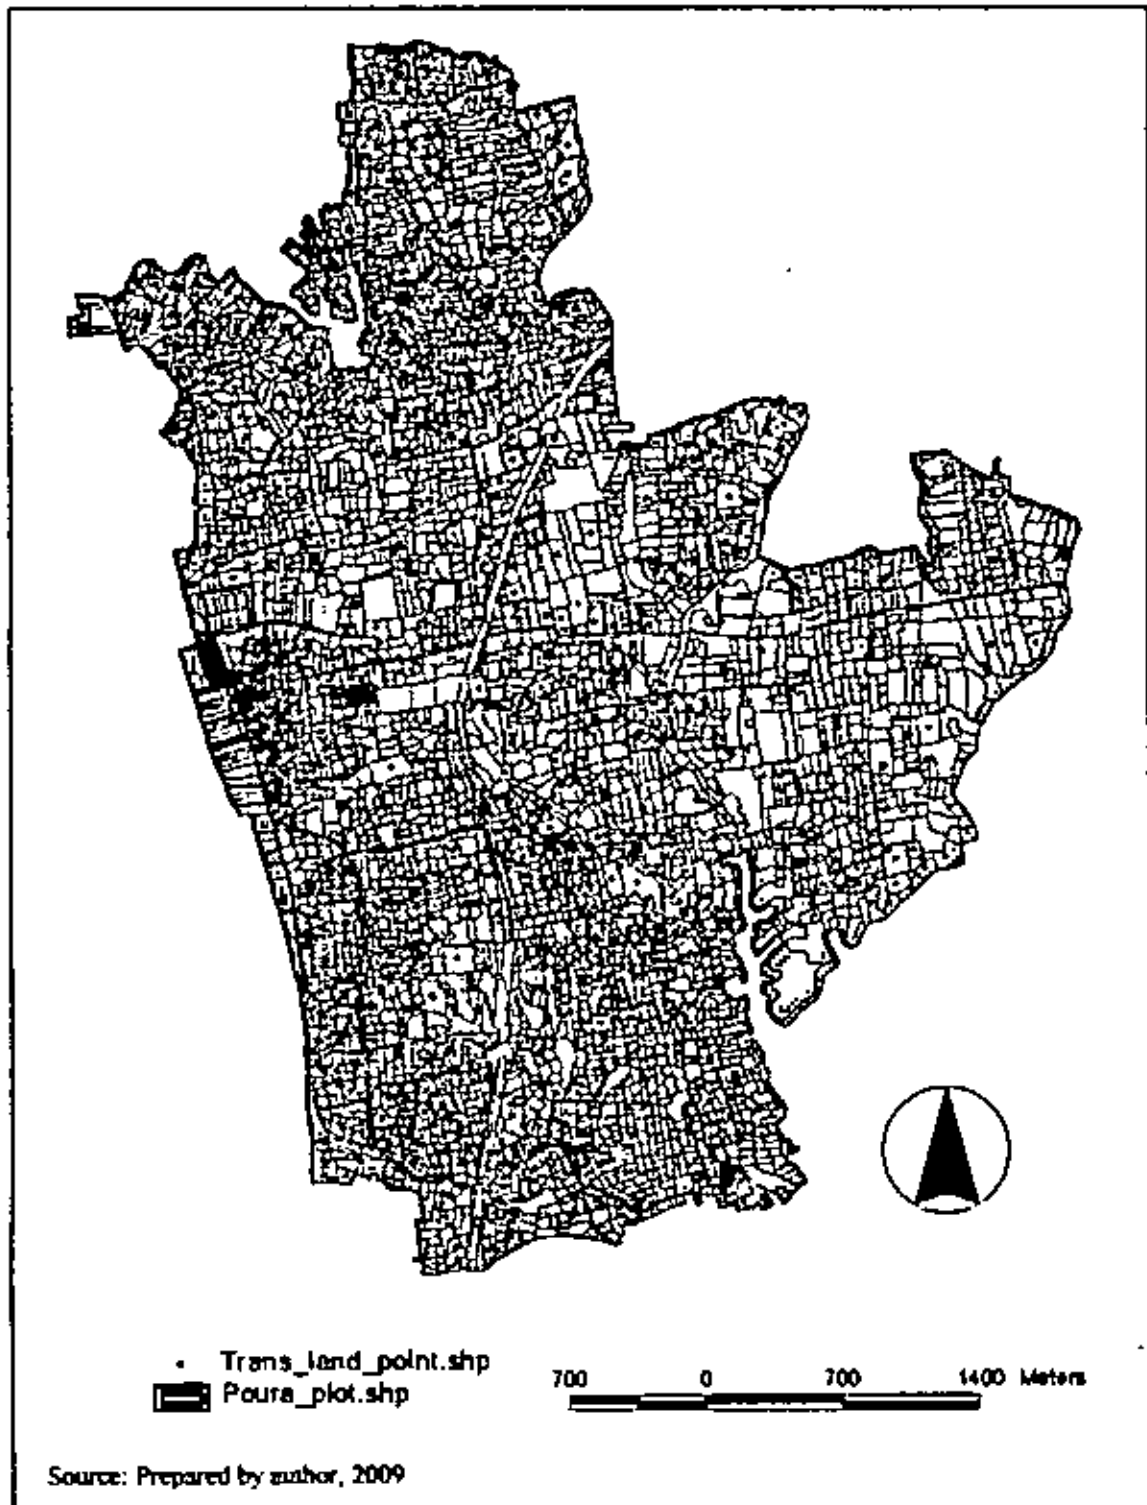 Trans_land_point.shp
Poura_plot.shp
700 0 700 1400 Meters
Source: Prepared by author, 2009